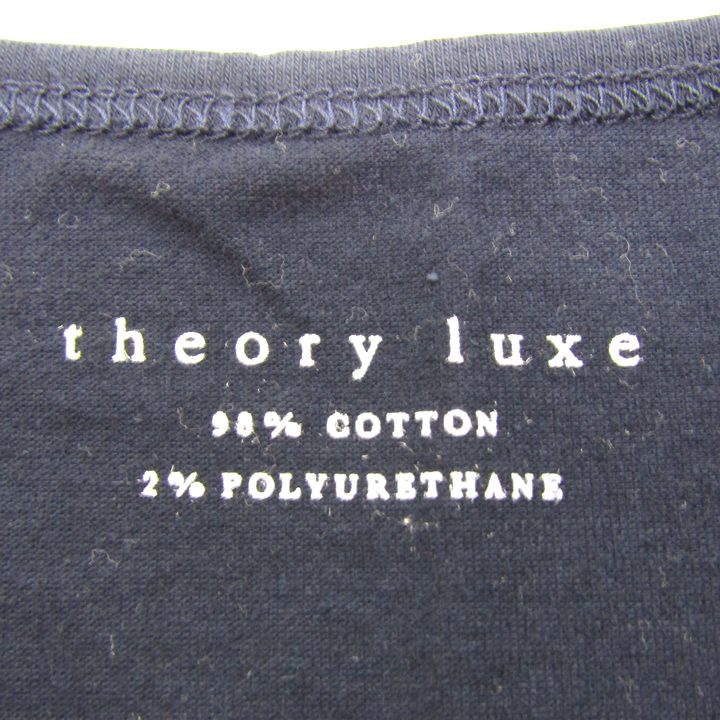 theory luxe
98% COTTON
2% POLYURETHANE